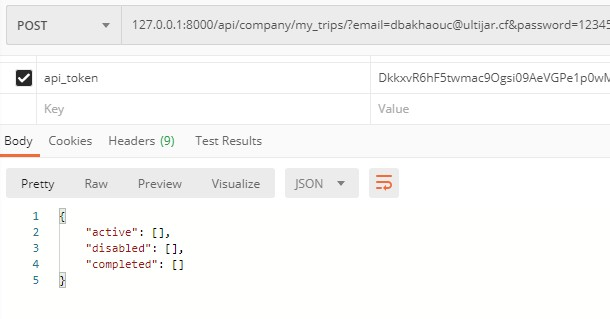 POST 127.0.0.1:8000/api/company/my_trips/?email=dbakhaouc@ultijar.cf&password=12345
api_token DkkxvR6hF5twmac9Ogsi09AeVGPe1p0wM
Key Value
Body Cookies Headers (9) Test Results
Pretty Raw Preview Visualize JSON
1 {
2 "active": [],
3 "disabled": [],
4 "completed": []
5 }